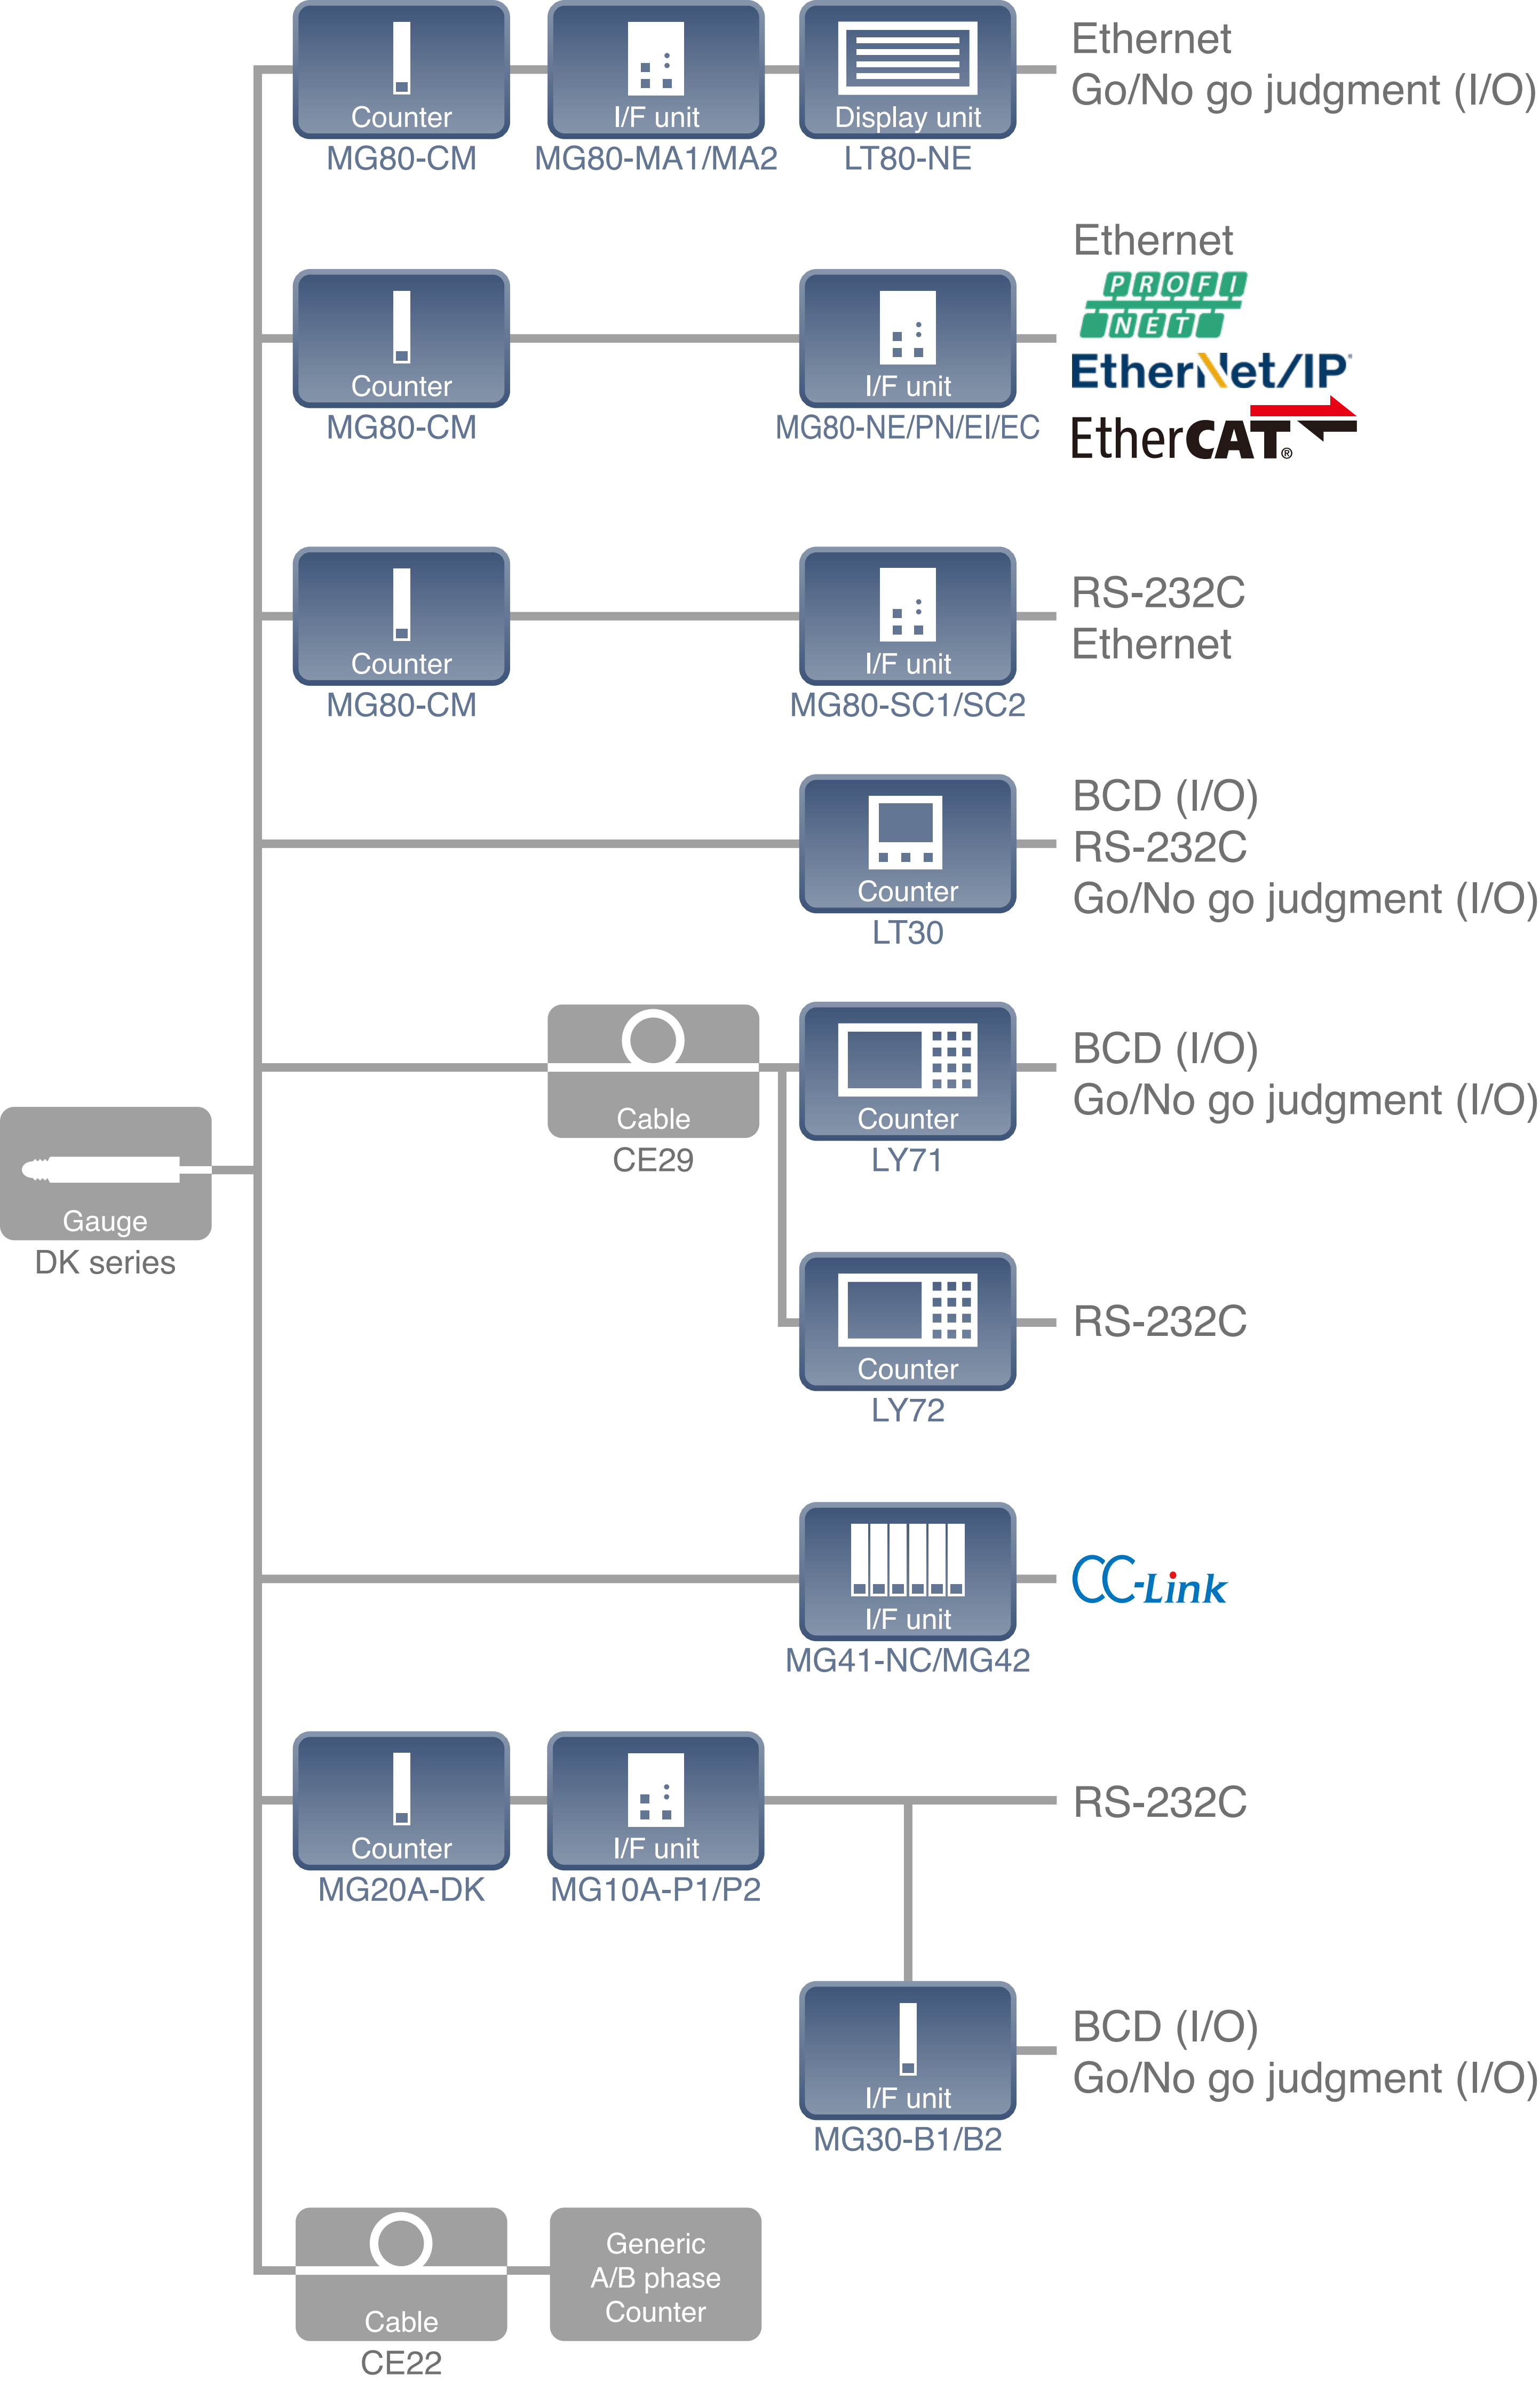 Counter
MG80-CM
I/F unit
MG80-MA1/MA2
Display unit
LT80-NE
Ethernet
Go/No go judgment (I/O)
Counter
MG80-CM
I/F unit
MG80-NE/PN/EI/EC
Ethernet
PROFI
NET
EtherNet/IP®
EtherCAT®
Counter
MG80-CM
I/F unit
MG80-SC1/SC2
RS-232C
Ethernet
Counter
LT30
BCD (I/O)
RS-232C
Go/No go judgment (I/O)
Cable
CE29
Counter
LY71
BCD (I/O)
Go/No go judgment (I/O)
Gauge
DK series
Counter
LY72
RS-232C
I/F unit
MG41-NC/MG42
CC-Link
Counter
MG20A-DK
I/F unit
MG10A-P1/P2
RS-232C
I/F unit
MG30-B1/B2
BCD (I/O)
Go/No go judgment (I/O)
Cable
CE22
Generic
A/B phase
Counter